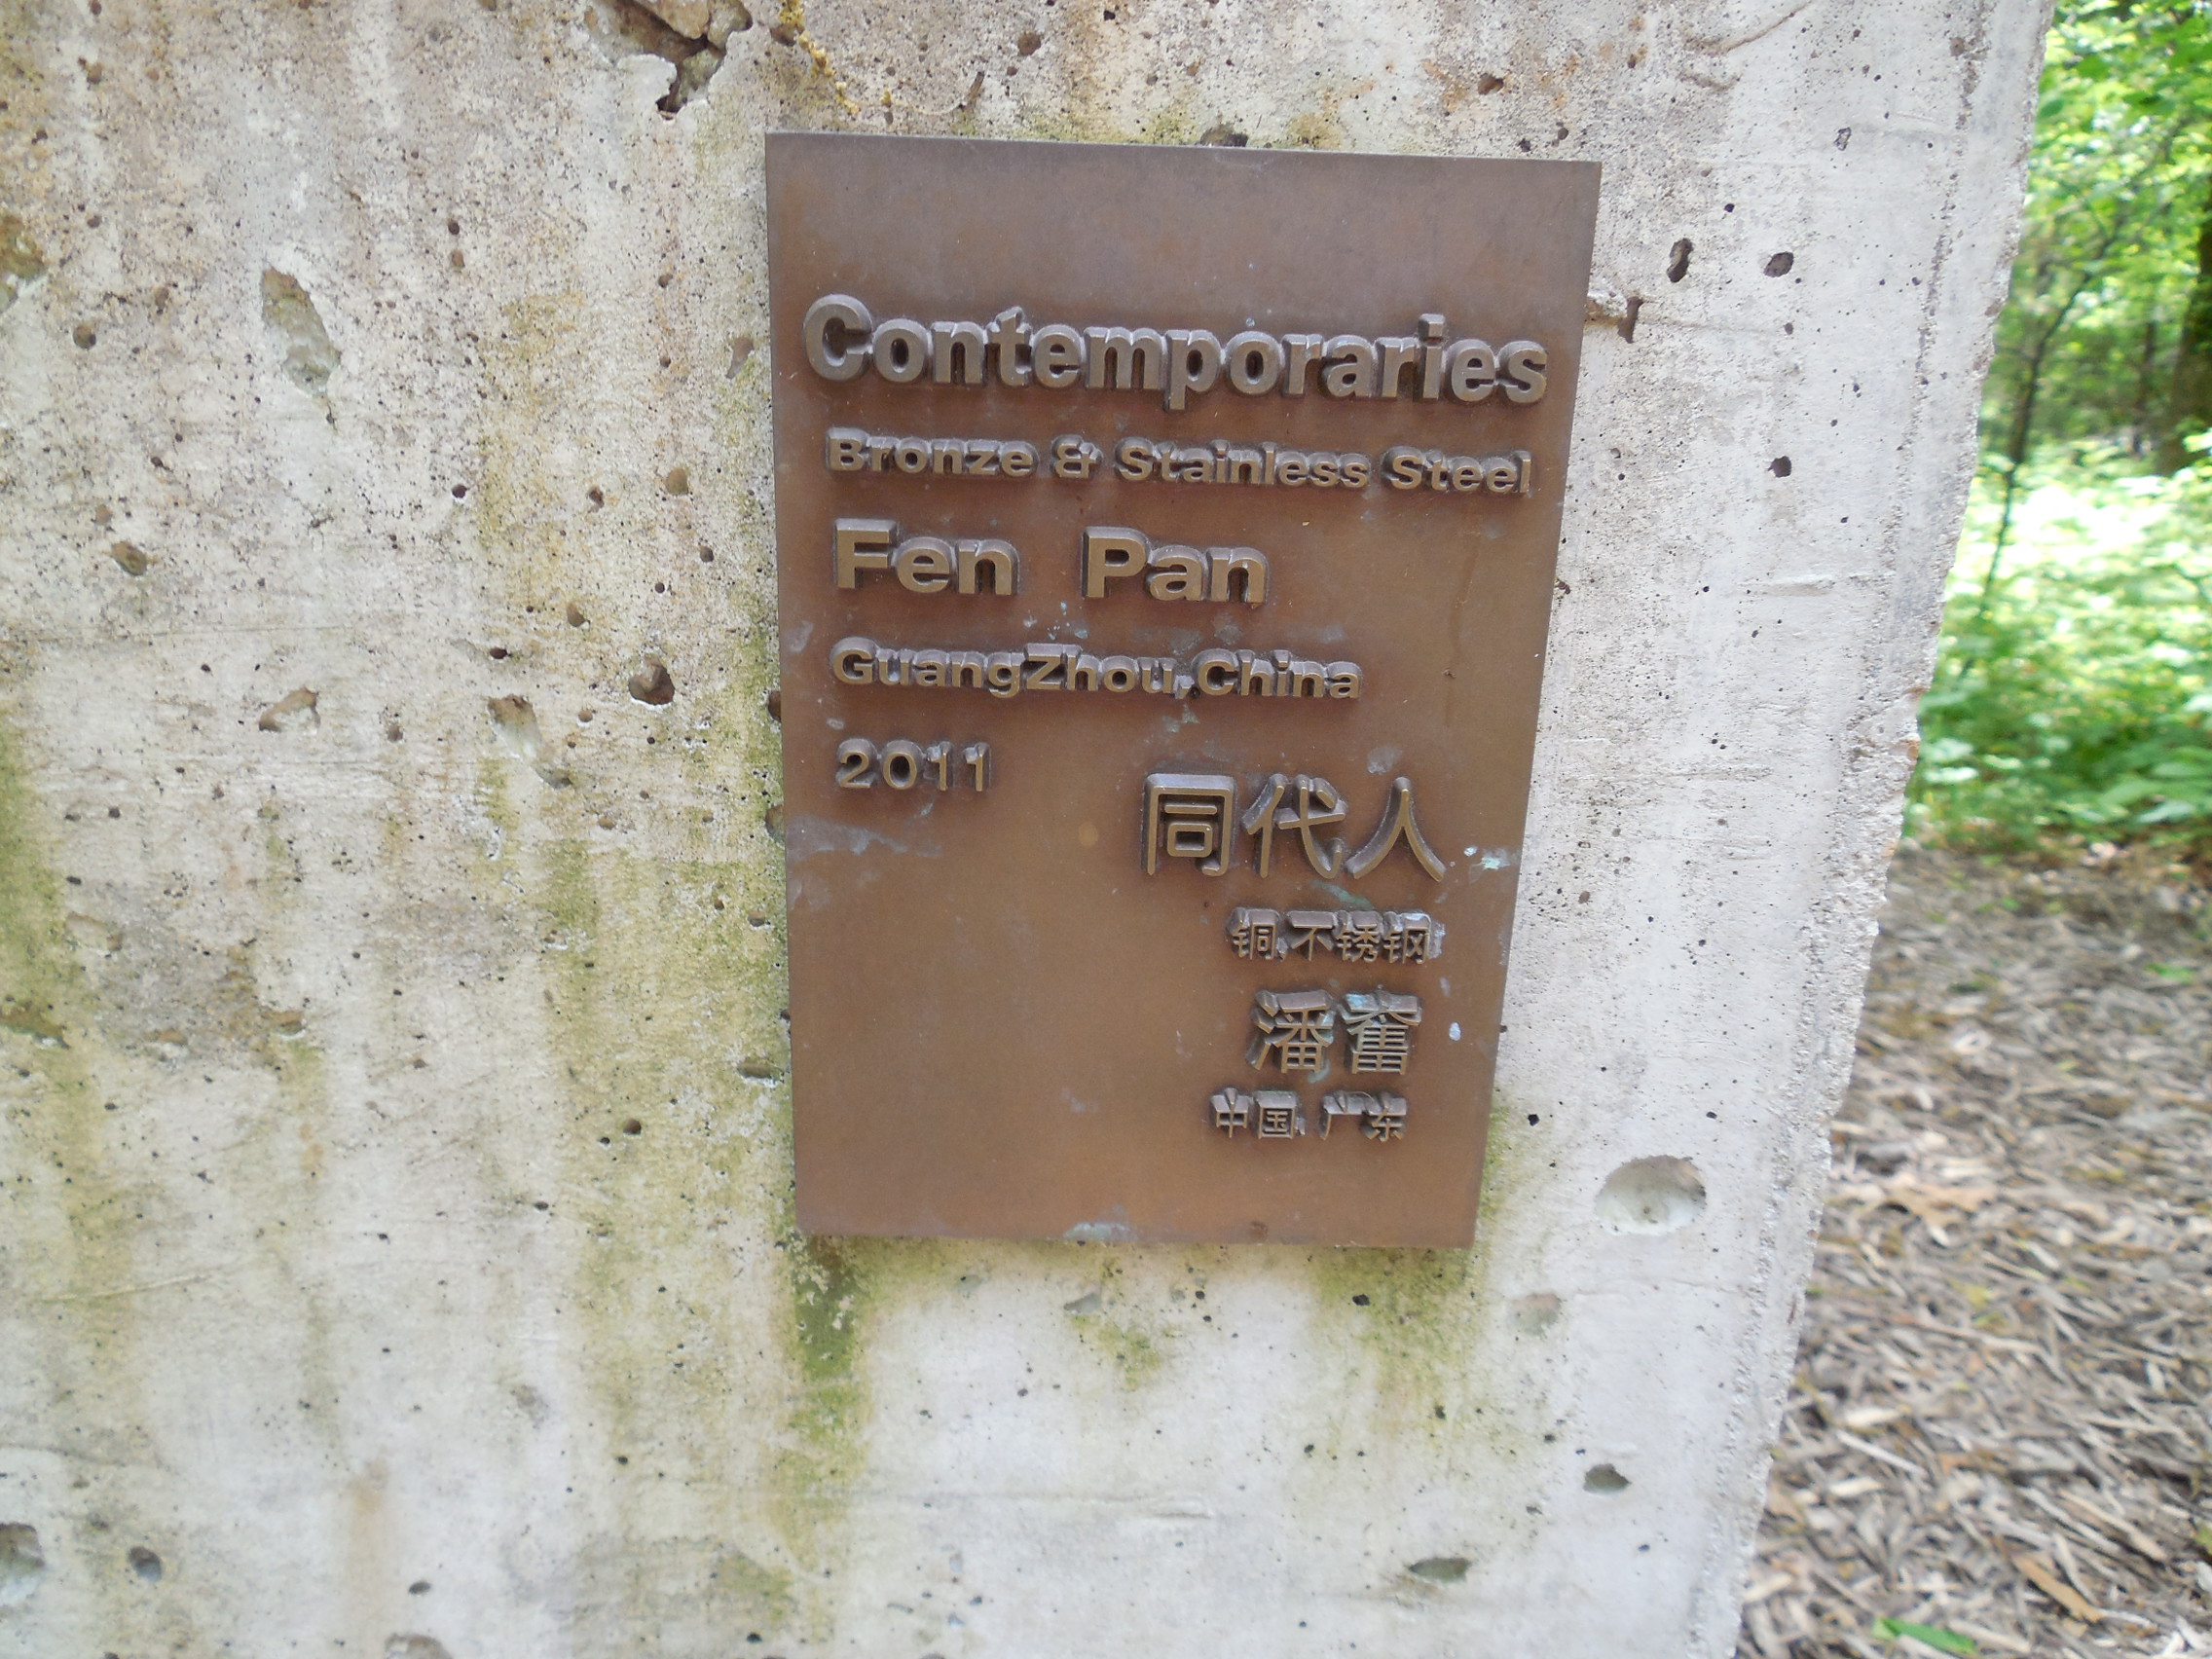 Contemporaries
Bronze & Stainless Steel
Fen Pan
GuangZhou,China
2011
同代人
铜.不锈钢
潘奮
中国.广东